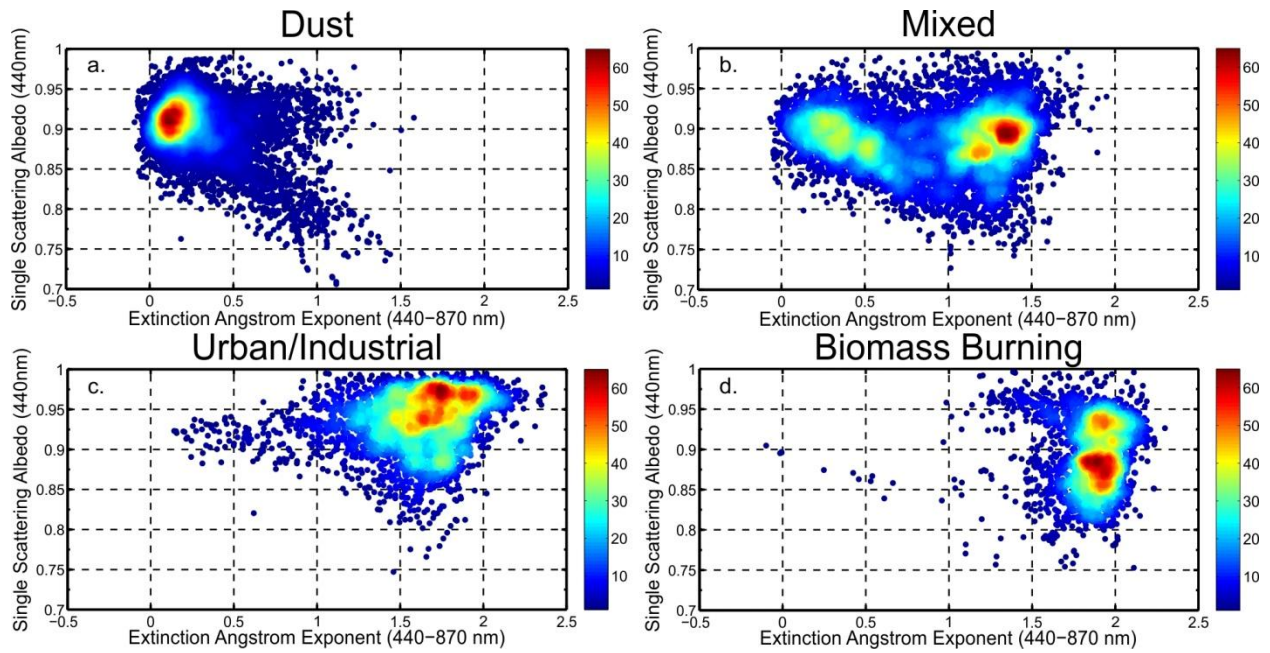 Dust
a.
Single Scattering Albedo (440nm)
1
0.95
0.9
0.85
0.8
0.75
0.7
−0.5 0 0.5 1 1.5 2 2.5
Extinction Angstrom Exponent (440−870 nm)
60
50
40
30
20
10
Mixed
b.
Single Scattering Albedo (440nm)
1
0.95
0.9
0.85
0.8
0.75
0.7
−0.5 0 0.5 1 1.5 2 2.5
Extinction Angstrom Exponent (440−870 nm)
60
50
40
30
20
10
Urban/Industrial
c.
Single Scattering Albedo (440nm)
1
0.95
0.9
0.85
0.8
0.75
0.7
−0.5 0 0.5 1 1.5 2 2.5
Extinction Angstrom Exponent (440−870 nm)
60
50
40
30
20
10
Biomass Burning
d.
Single Scattering Albedo (440nm)
1
0.95
0.9
0.85
0.8
0.75
0.7
−0.5 0 0.5 1 1.5 2 2.5
Extinction Angstrom Exponent (440−870 nm)
60
50
40
30
20
10